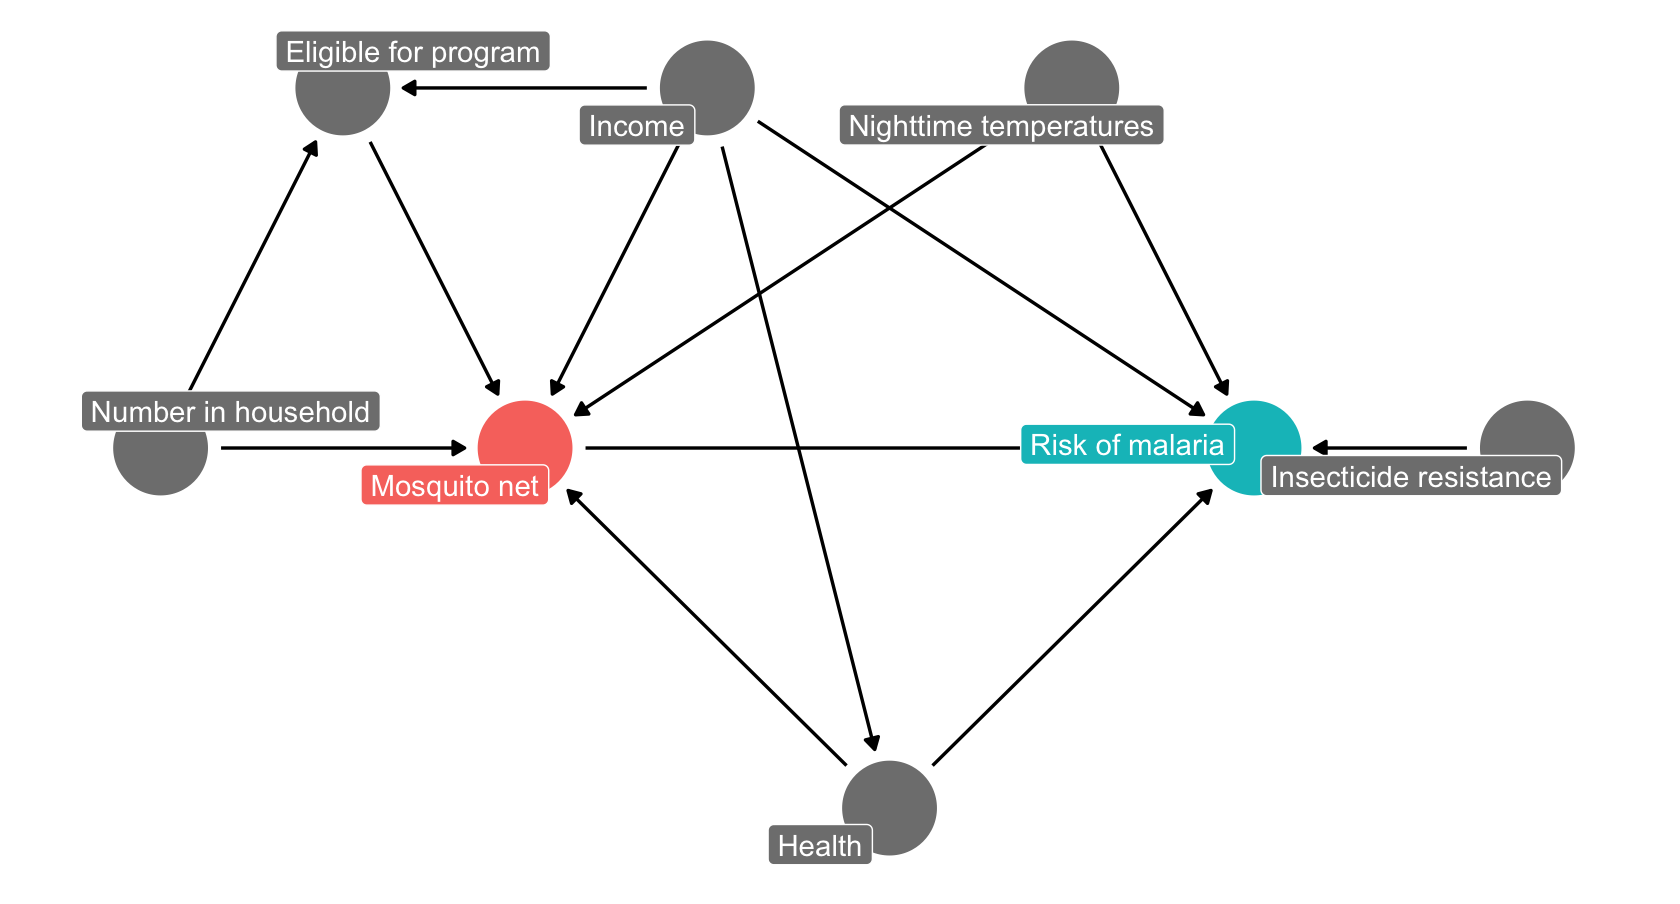 Eligible for program
Income
Nighttime temperatures
Number in household
Mosquito net
Risk of malaria
Insecticide resistance
Health